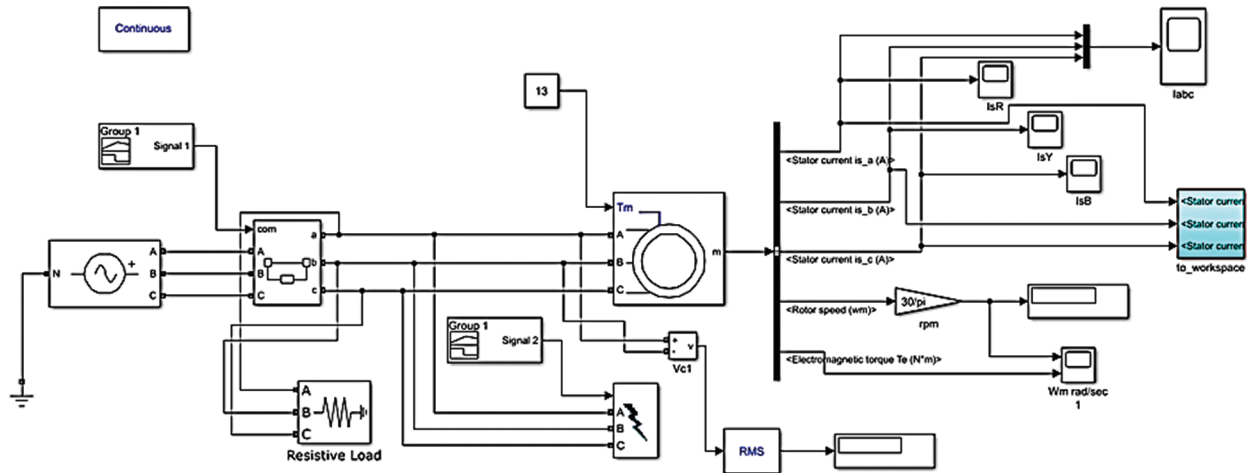 Continuous
Group 1
Signal 1
N
A
B
C
com
A
B
C
a
b
c
A
B
C
Resistive Load
13
Tm
A
B
C
m
Group 1
Signal 2
A
B
C
+
-
v
Vc1
RMS
<Stator current is_a (A)>
<Stator current is_b (A)>
<Stator current is_c (A)>
<Rotor speed (wm)>
<Electromagnetic torque Te (N*m)>
30/pi
rpm
IsR
IsY
IsB
Iabc
<Stator curren
<Stator curren
<Stator curren
to_workspace
Wm rad/sec
1